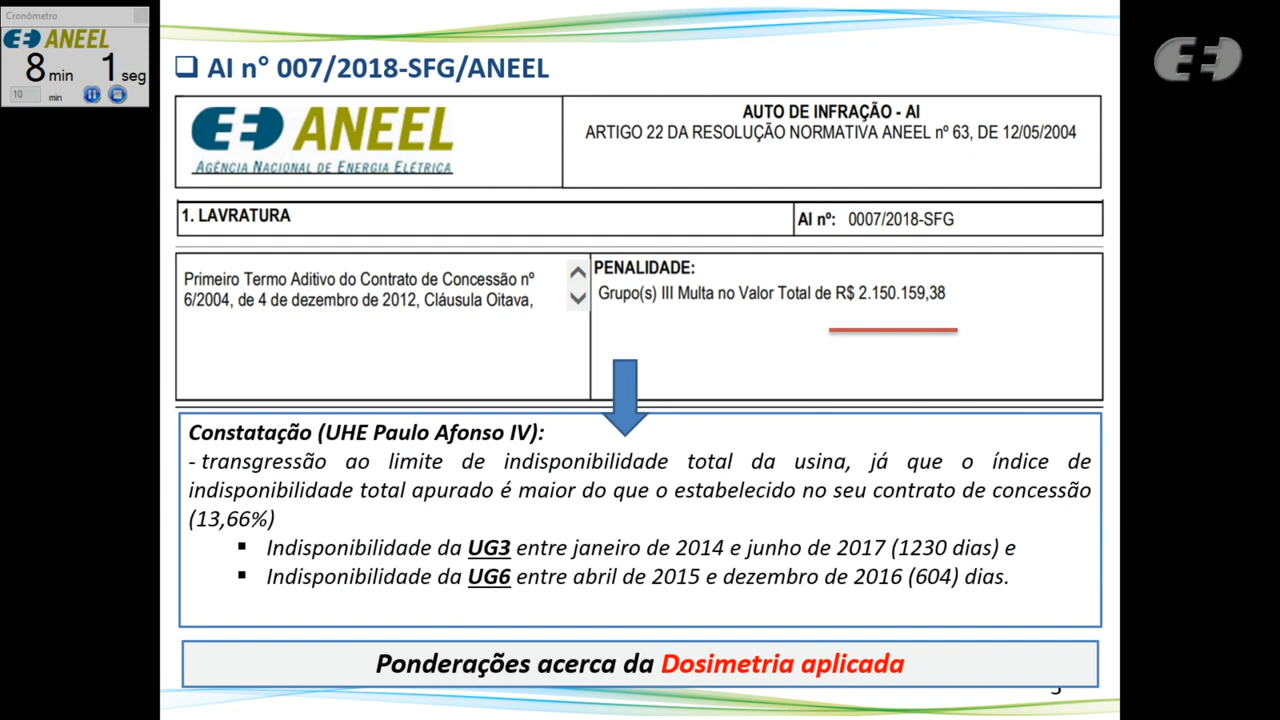 Cronômetro
ANEEL
8 min 1 seg
10 min
❑ AI n° 007/2018-SFG/ANEEL
ANEEL
AGÊNCIA NACIONAL DE ENERGIA ELÉTRICA
AUTO DE INFRAÇÃO - AI
ARTIGO 22 DA RESOLUÇÃO NORMATIVA ANEEL nº 63, DE 12/05/2004
1. LAVRATURA
AI nº: 0007/2018-SFG
Primeiro Termo Aditivo do Contrato de Concessão nº
6/2004, de 4 de dezembro de 2012, Cláusula Oitava,
PENALIDADE:
Grupo(s) III Multa no Valor Total de R$ 2.150.159,38
Constatação (UHE Paulo Afonso IV):
- transgressão ao limite de indisponibilidade total da usina, já que o índice de
indisponibilidade total apurado é maior do que o estabelecido no seu contrato de concessão
(13,66%)
▪ Indisponibilidade da UG3 entre janeiro de 2014 e junho de 2017 (1230 dias) e
▪ Indisponibilidade da UG6 entre abril de 2015 e dezembro de 2016 (604) dias.
Ponderações acerca da Dosimetria aplicada